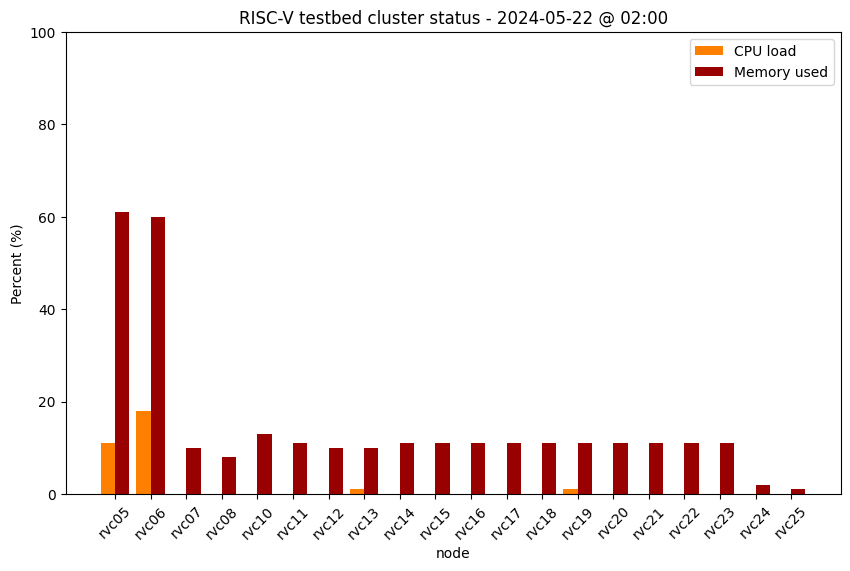 RISC-V testbed cluster status - 2024-05-22 @ 02:00
CPU load
Memory used
Percent (%)
100
80
60
40
20
0
rvc05 rvc06 rvc07 rvc08 rvc10 rvc11 rvc12 rvc13 rvc14 rvc15 rvc16 rvc17 rvc18 rvc19 rvc20 rvc21 rvc22 rvc23 rvc24 rvc25
node